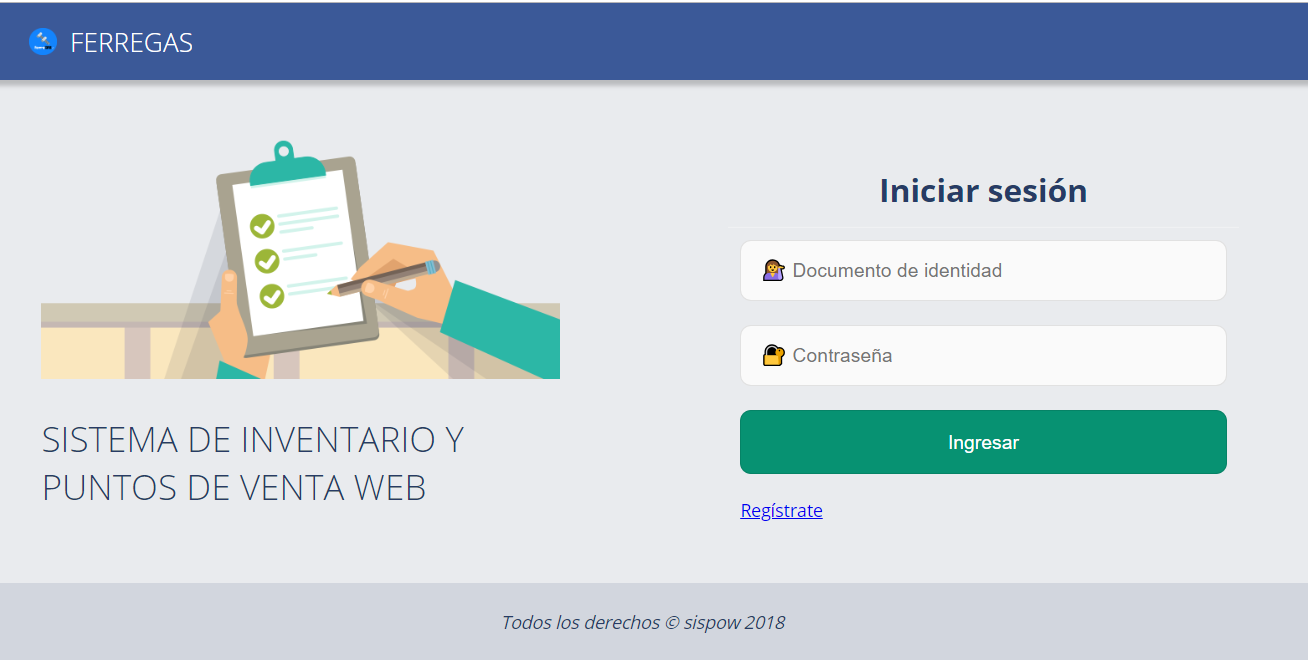 FERREGAS
Iniciar sesión
Documento de identidad
Contraseña
Ingresar
Regístrate
SISTEMA DE INVENTARIO Y
PUNTOS DE VENTA WEB
Todos los derechos © sispow 2018